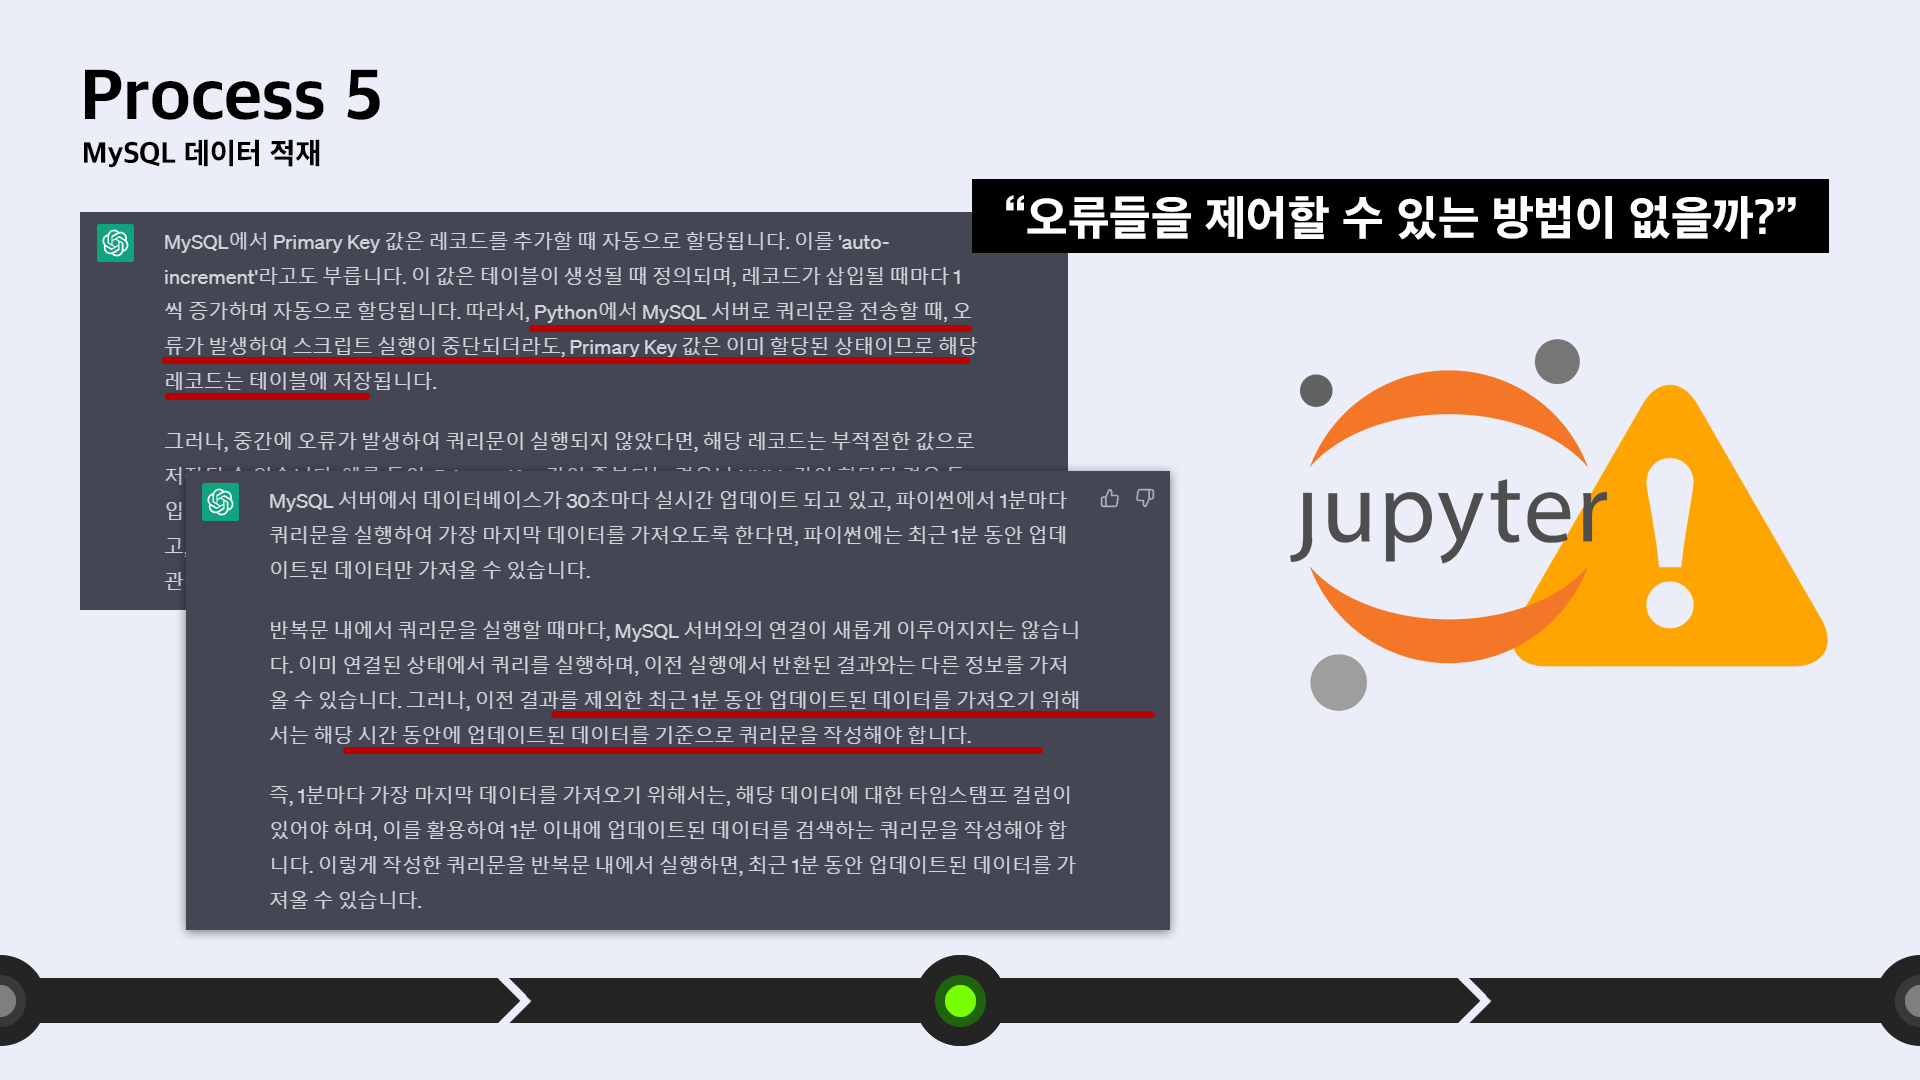 Process 5
MySQL 데이터 적재
“오류들을 제어할 수 있는 방법이 없을까?”
MySQL에서 Primary Key 값은 레코드를 추가할 때 자동으로 할당됩니다. 이를 'auto-
increment'라고도 부릅니다. 이 값은 테이블이 생성될 때 정의되며, 레코드가 삽입될 때마다 1
씩 증가하며 자동으로 할당됩니다. 따라서, Python에서 MySQL 서버로 쿼리문을 전송할 때, 오
류가 발생하여 스크립트 실행이 중단되더라도, Primary Key 값은 이미 할당된 상태이므로 해당
레코드는 테이블에 저장됩니다.
그러나, 중간에 오류가 발생하여 쿼리문이 실행되지 않았다면, 해당 레코드는 부적절한 값으로
입
고,
관
MySQL 서버에서 데이터베이스가 30초마다 실시간 업데이트 되고 있고, 파이썬에서 1분마다
쿼리문을 실행하여 가장 마지막 데이터를 가져오도록 한다면, 파이썬에는 최근 1분 동안 업데
이트된 데이터만 가져올 수 있습니다.
반복문 내에서 쿼리문을 실행할 때마다, MySQL 서버와의 연결이 새롭게 이루어지지는 않습니
다. 이미 연결된 상태에서 쿼리를 실행하며, 이전 실행에서 반환된 결과와는 다른 정보를 가져
올 수 있습니다. 그러나, 이전 결과를 제외한 최근 1분 동안 업데이트된 데이터를 가져오기 위해
서는 해당 시간 동안에 업데이트된 데이터를 기준으로 쿼리문을 작성해야 합니다.
즉, 1분마다 가장 마지막 데이터를 가져오기 위해서는, 해당 데이터에 대한 타임스탬프 컬럼이
있어야 하며, 이를 활용하여 1분 이내에 업데이트된 데이터를 검색하는 쿼리문을 작성해야 합
니다. 이렇게 작성한 쿼리문을 반복문 내에서 실행하면, 최근 1분 동안 업데이트된 데이터를 가
져올 수 있습니다.
jupyter